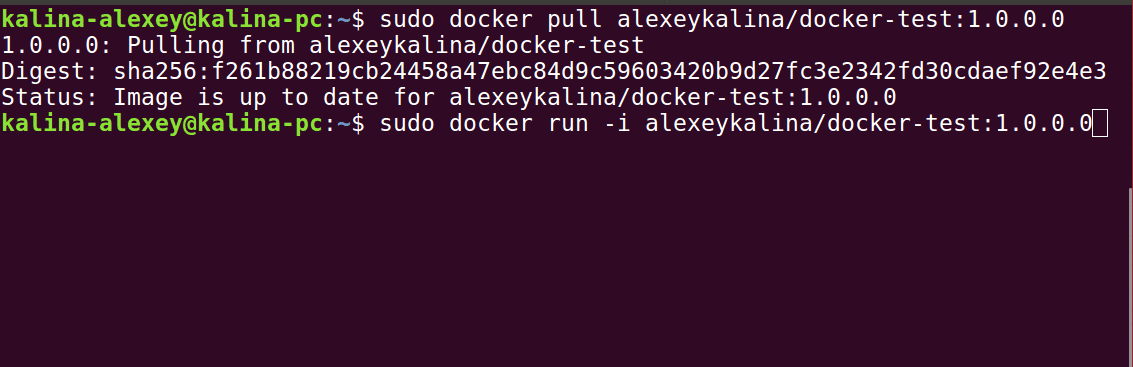 kalina-alexey@kalina-pc:~$ sudo docker pull alexeykalina/docker-test:1.0.0.0
1.0.0.0: Pulling from alexeykalina/docker-test
Digest: sha256:f261b88219cb24458a47ebc84d9c59603420b9d27fc3e2342fd30cdaef92e4e3
Status: Image is up to date for alexeykalina/docker-test:1.0.0.0
kalina-alexey@kalina-pc:~$ sudo docker run -i alexeykalina/docker-test:1.0.0.0